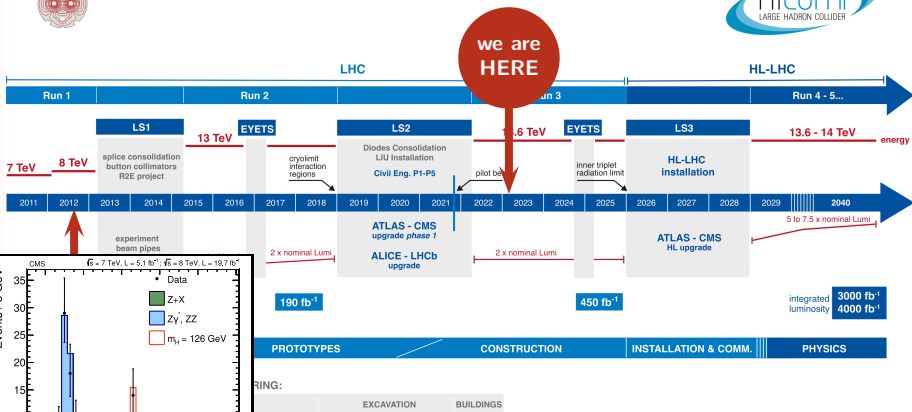 LARGE HADRON COLLIDER
we are
HERE
LHC
HL-LHC
Run 1
Run 2
Run 4 - 5...
LS1
EYETS
LS2
EYETS
LS3
7 TeV
8 TeV
13 TeV
13.6 - 14 TeV
energy
splice consolidation
button collimators
R2E project
cryolimit
interaction
regions
Diodes Consolidation
LIU Installation
Civil Eng. P1-P5
pilot
inner triplet
radiation limit
HL-LHC
installation
2011 2012 2013 2014 2015 2016 2017 2018 2019 2020 2021 2022 2023 2024 2025 2026 2027 2028 2029 2040
5 to 7.5 x nominal Lumi
experiment
beam pipes
2 x nominal Lumi
ATLAS - CMS
upgrade phase 1
ALICE - LHCb
upgrade
2 x nominal Lumi
ATLAS - CMS
HL upgrade
190 fb-1
450 fb-1
integrated
luminosity
3000 fb-1
4000 fb-1
PROTOTYPES
CONSTRUCTION
INSTALLATION & COMM.
PHYSICS
EXCAVATION
BUILDINGS
CMS
√s = 7 TeV, L = 5.1 fb-1 ; √s = 8 TeV, L = 19.7 fb-1
Data
Z+X
Zγ*, ZZ
mH = 126 GeV
35
30
25
20
15